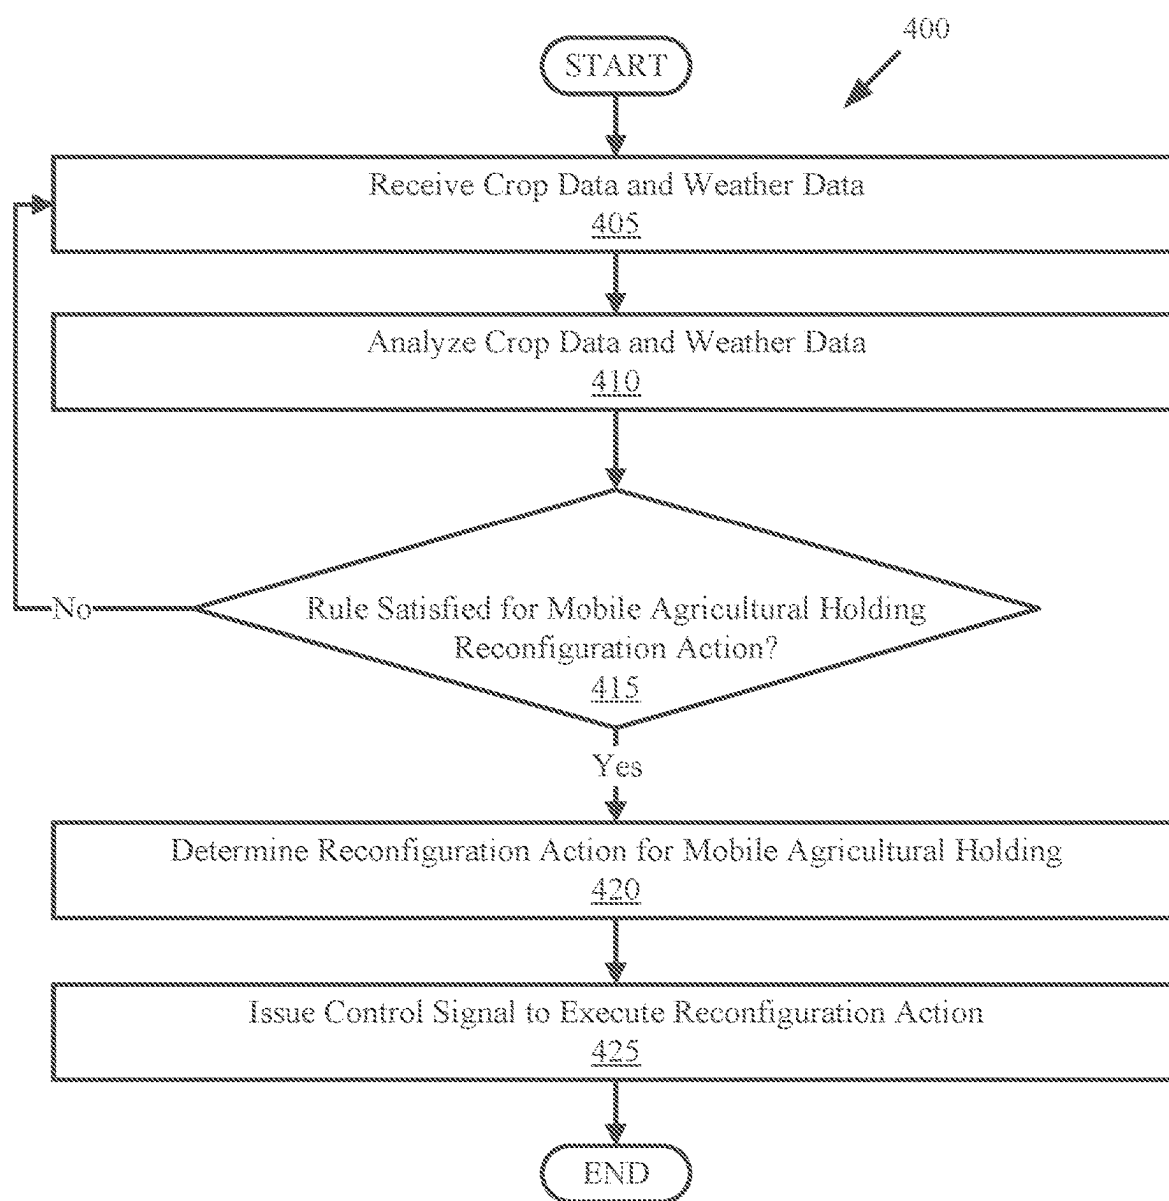 400
START
Receive Crop Data and Weather Data
405
Analyze Crop Data and Weather Data
410
No
Rule Satisfied for Mobile Agricultural Holding
Reconfiguration Action?
415
Yes
Determine Reconfiguration Action for Mobile Agricultural Holding
420
Issue Control Signal to Execute Reconfiguration Action
425
END